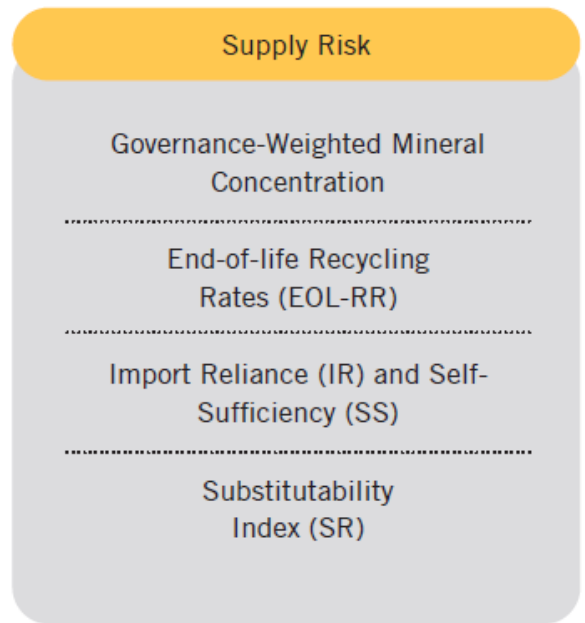 Supply Risk
Governance-Weighted Mineral
Concentration
End-of-life Recycling
Rates (EOL-RR)
Import Reliance (IR) and Self-
Sufficiency (SS)
Substitutability
Index (SR)